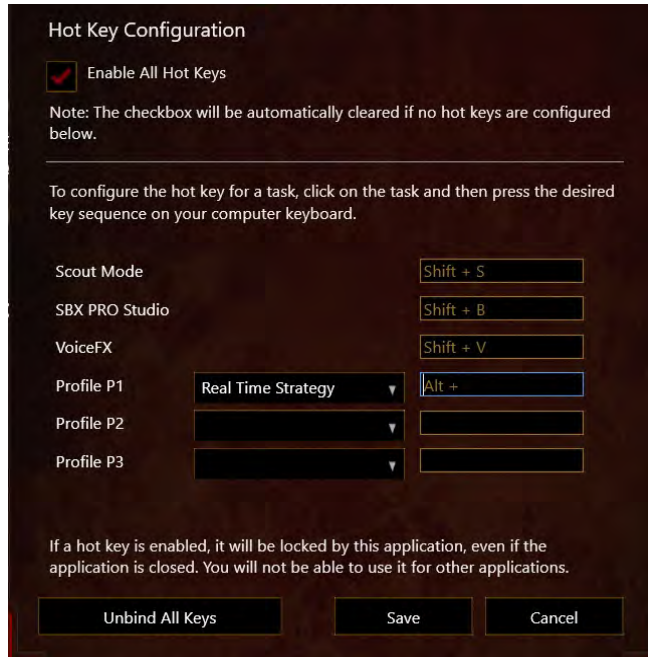 Hot Key Configuration
Enable All Hot Keys
Note: The checkbox will be automatically cleared if no hot keys are configured
below.
To configure the hot key for a task, click on the task and then press the desired
key sequence on your computer keyboard.
Scout Mode Shift + S
SBX PRO Studio Shift + B
VoiceFX Shift + V
Profile P1 Real Time Strategy Alt +
Profile P2
Profile P3
If a hot key is enabled, it will be locked by this application, even if the
application is closed. You will not be able to use it for other applications.
Unbind All Keys Save Cancel